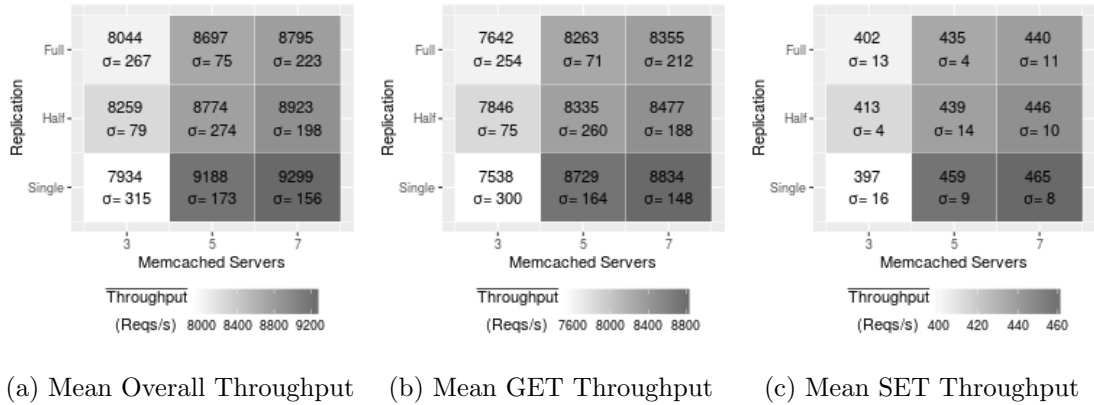 Replication
Full
Half
Single
8044
σ= 267
8697
σ= 75
8795
σ= 223
8259
σ= 79
8774
σ= 274
8923
σ= 198
7934
σ= 315
9188
σ= 173
9299
σ= 156
3
5
7
Memcached Servers
Throughput
(Reqs/s)
8000 8400 8800 9200
(a) Mean Overall Throughput
Replication
Full
Half
Single
7642
σ= 254
8263
σ= 71
8355
σ= 212
7846
σ= 75
8335
σ= 260
8477
σ= 188
7538
σ= 300
8729
σ= 164
8834
σ= 148
3
5
7
Memcached Servers
Throughput
(Reqs/s)
7600 8000 8400 8800
(b) Mean GET Throughput
Replication
Full
Half
Single
402
σ= 13
435
σ= 4
440
σ= 11
413
σ= 4
439
σ= 14
446
σ= 10
397
σ= 16
459
σ= 9
465
σ= 8
3
5
7
Memcached Servers
Throughput
(Reqs/s)
400 420 440 460
(c) Mean SET Throughput